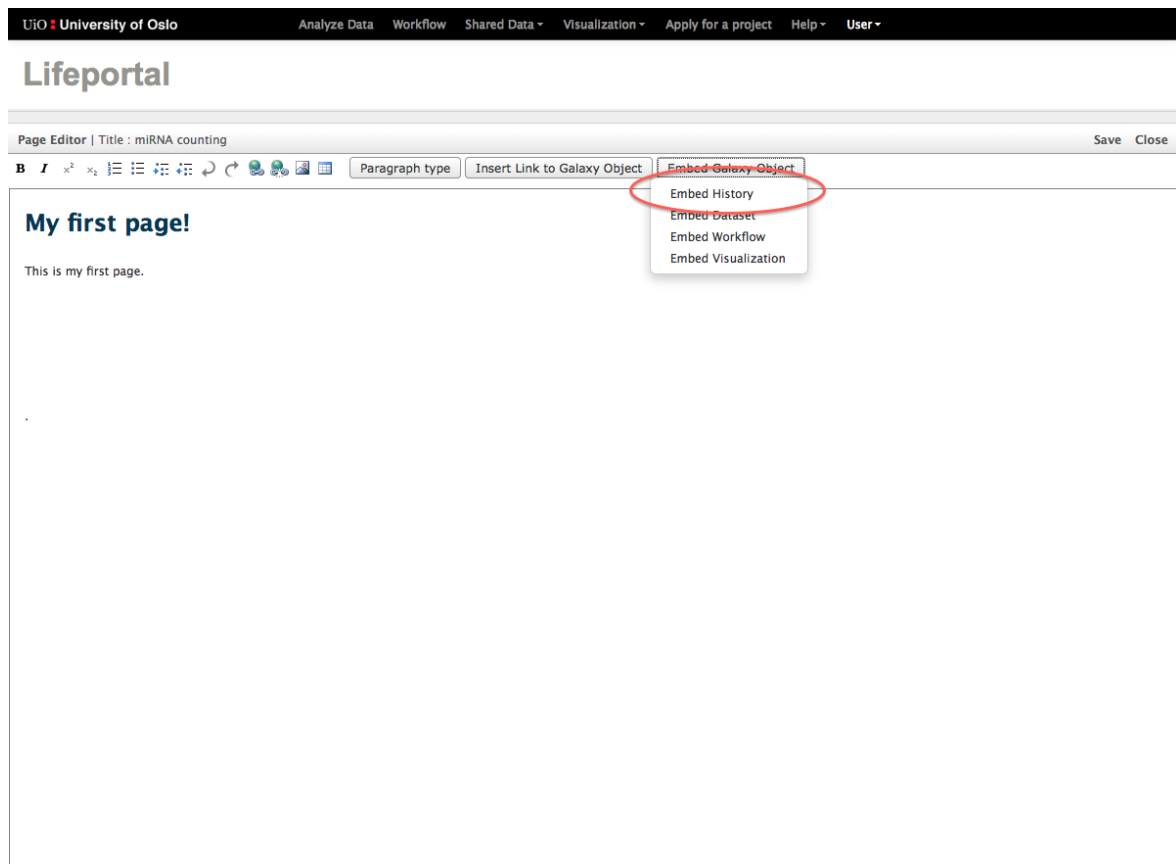 UiO University of Oslo Analyze Data Workflow Shared Data Visualization Apply for a project Help User
Lifeportal
Page Editor | Title : miRNA counting Save Close
B I x² x₂ Paragraph type Insert Link to Galaxy Object Embed Galaxy Object
Embed History
Embed Dataset
Embed Workflow
Embed Visualization
My first page!
This is my first page.
.